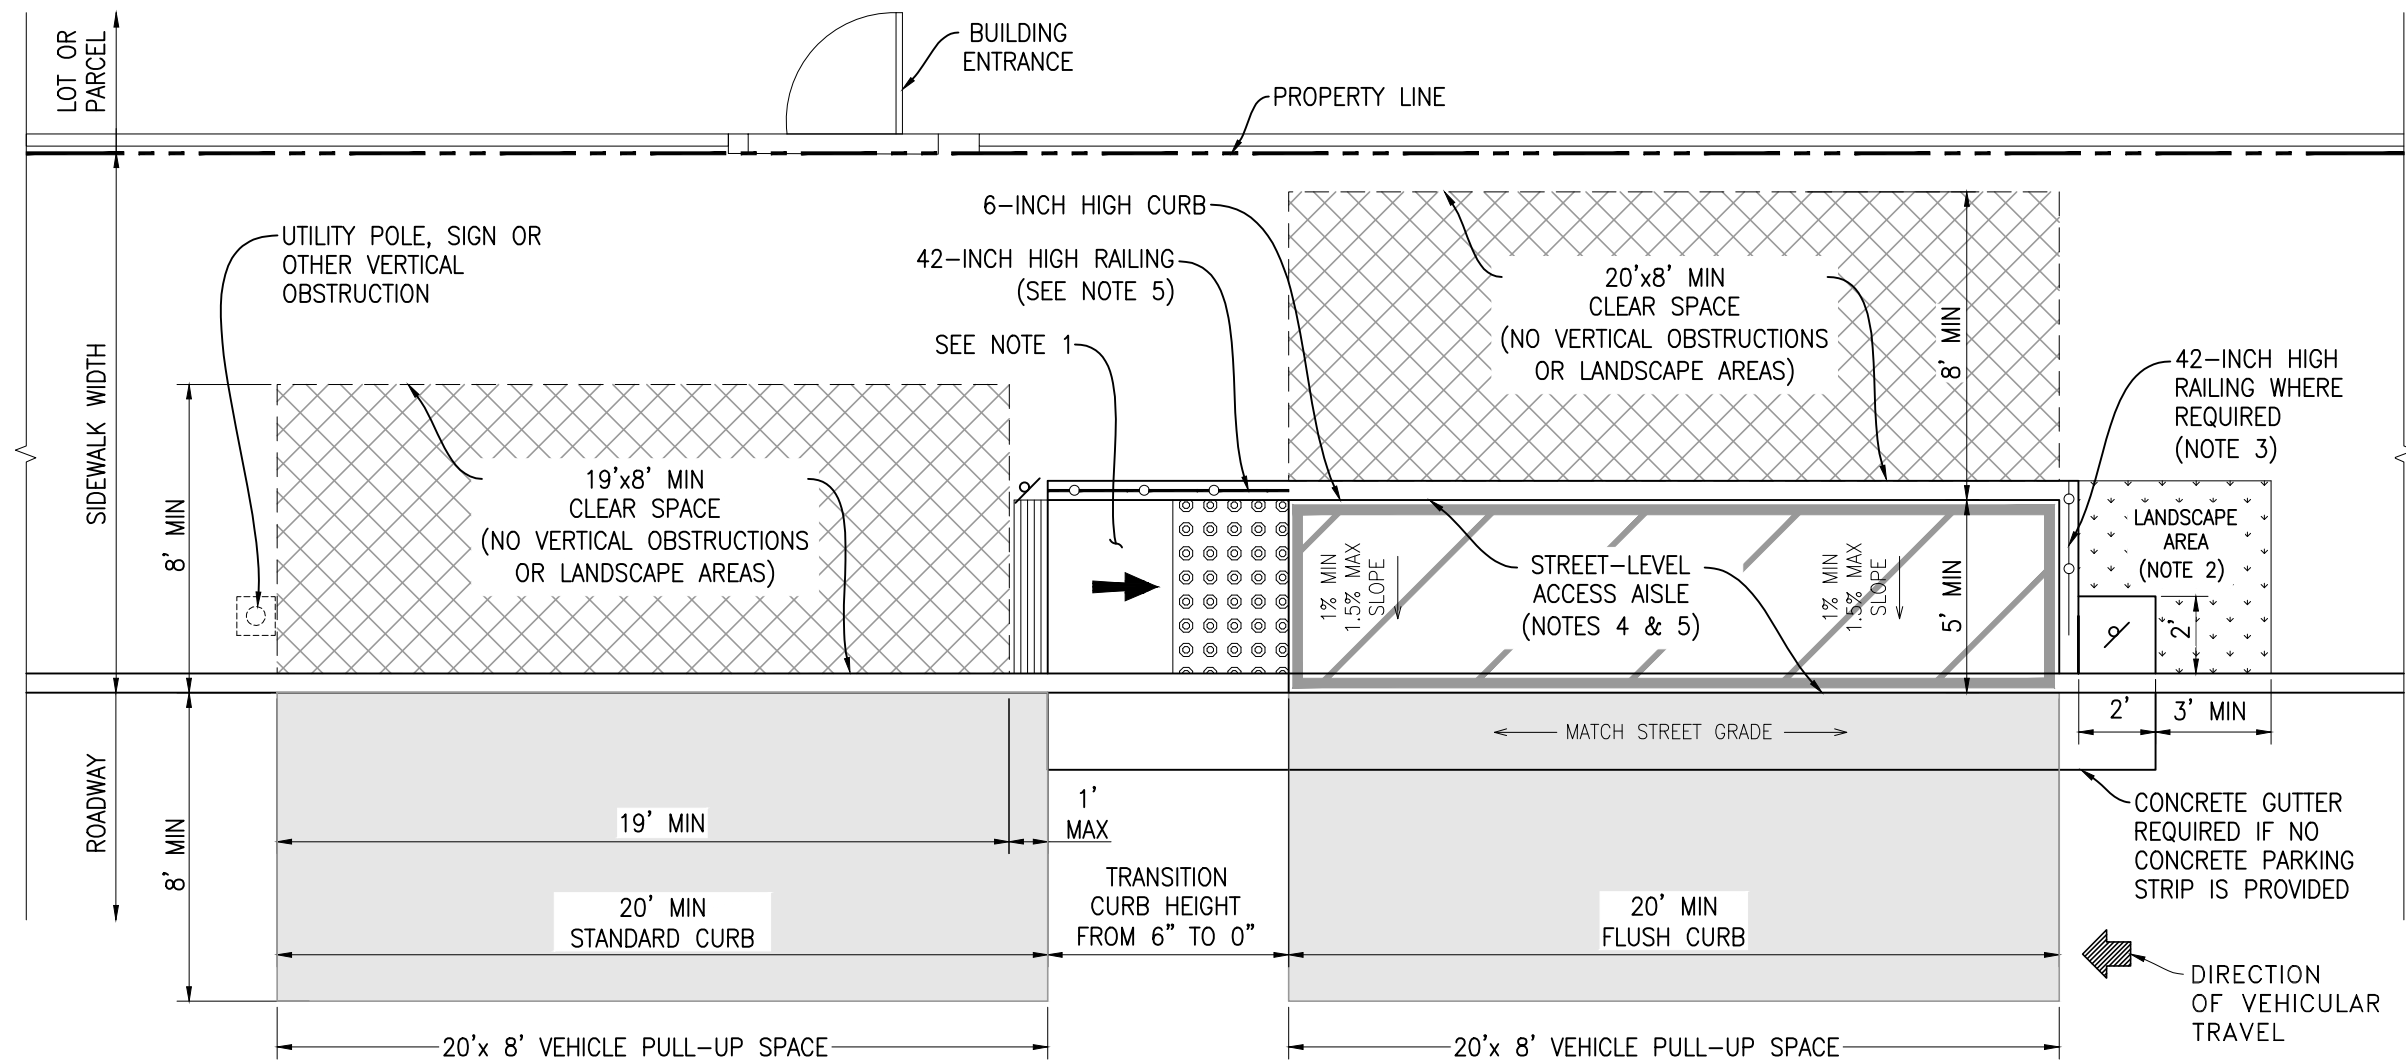 LOT OR
PARCEL
BUILDING
ENTRANCE
PROPERTY LINE
6-INCH HIGH CURB
42-INCH HIGH RAILING
(SEE NOTE 5)
SEE NOTE 1
UTILITY POLE, SIGN OR
OTHER VERTICAL
OBSTRUCTION
SIDEWALK WIDTH
8' MIN
19'x8' MIN
CLEAR SPACE
(NO VERTICAL OBSTRUCTIONS
OR LANDSCAPE AREAS)
20'x8' MIN
CLEAR SPACE
(NO VERTICAL OBSTRUCTIONS
OR LANDSCAPE AREAS)
8' MIN
42-INCH HIGH
RAILING WHERE
REQUIRED
(NOTE 3)
LANDSCAPE
AREA
(NOTE 2)
1% MIN
1.5% MAX
SLOPE
STREET-LEVEL
ACCESS AISLE
(NOTES 4 & 5)
1% MIN
1.5% MAX
SLOPE
5' MIN
2'
2'
3' MIN
MATCH STREET GRADE
ROADWAY
8' MIN
19' MIN
1'
MAX
20' MIN
STANDARD CURB
TRANSITION
CURB HEIGHT
FROM 6" TO 0"
20' MIN
FLUSH CURB
CONCRETE GUTTER
REQUIRED IF NO
CONCRETE PARKING
STRIP IS PROVIDED
DIRECTION
OF VEHICULAR
TRAVEL
20'x 8' VEHICLE PULL-UP SPACE
20'x 8' VEHICLE PULL-UP SPACE